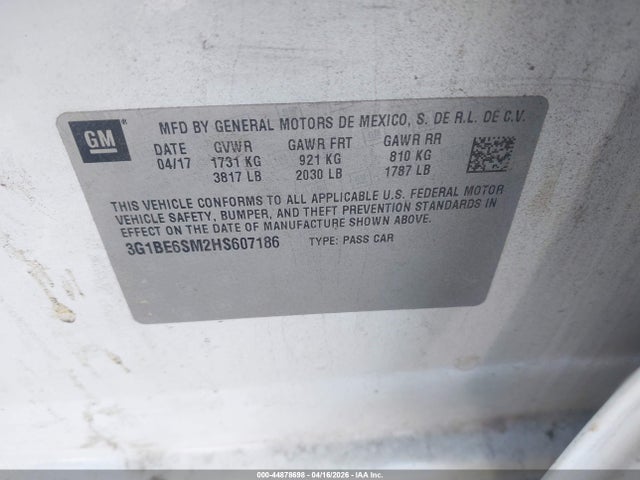 GM
MFD BY GENERAL MOTORS DE MEXICO, S. DE R.L. DE C.V.
DATE GVWR GAWR FRT GAWR RR
04/17 1731 KG 921 KG 810 KG
3817 LB 2030 LB 1787 LB
THIS VEHICLE CONFORMS TO ALL APPLICABLE U.S. FEDERAL MOTOR
VEHICLE SAFETY, BUMPER, AND THEFT PREVENTION STANDARDS IN
EFFECT ON THE DATE OF MANUFACTURE SHOWN ABOVE.
3G1BE6SM2HS607186 TYPE: PASS CAR
000-44878698 - 04/16/2026 - IAA Inc.